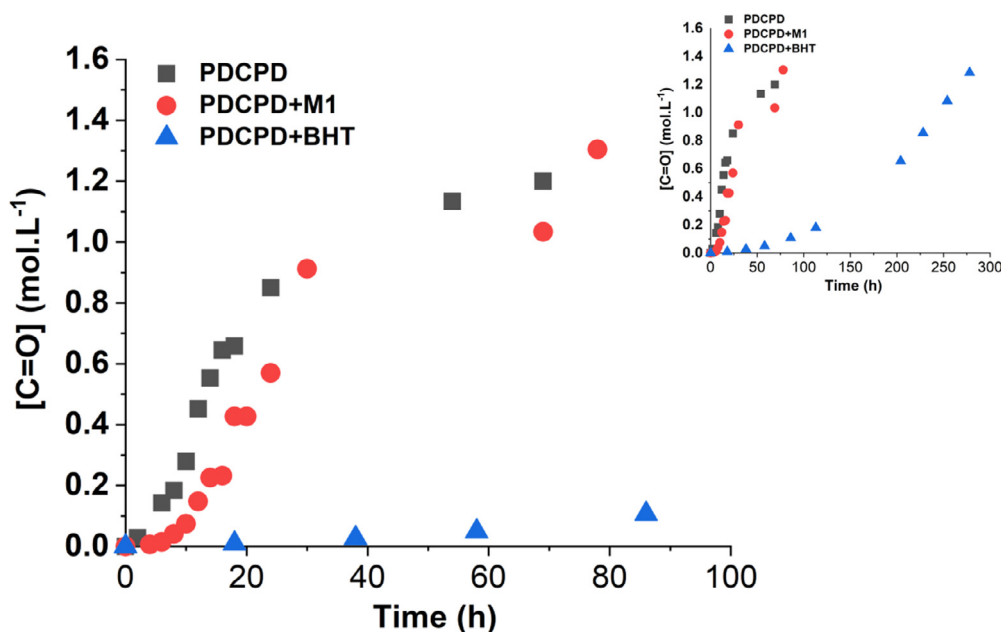 1.6
1.4
1.2
1.0
0.8
0.6
0.4
0.2
0.0
[C=O] (mol.L⁻¹)
PDCPD
PDCPD+M1
PDCPD+BHT
0 20 40 60 80 100
Time (h)
1.6
1.4
1.2
1.0
0.8
0.6
0.4
0.2
0.0
[C=O] (mol.L⁻¹)
PDCPD
PDCPD+M1
PDCPD+BHT
0 50 100 150 200 250 300
Time (h)